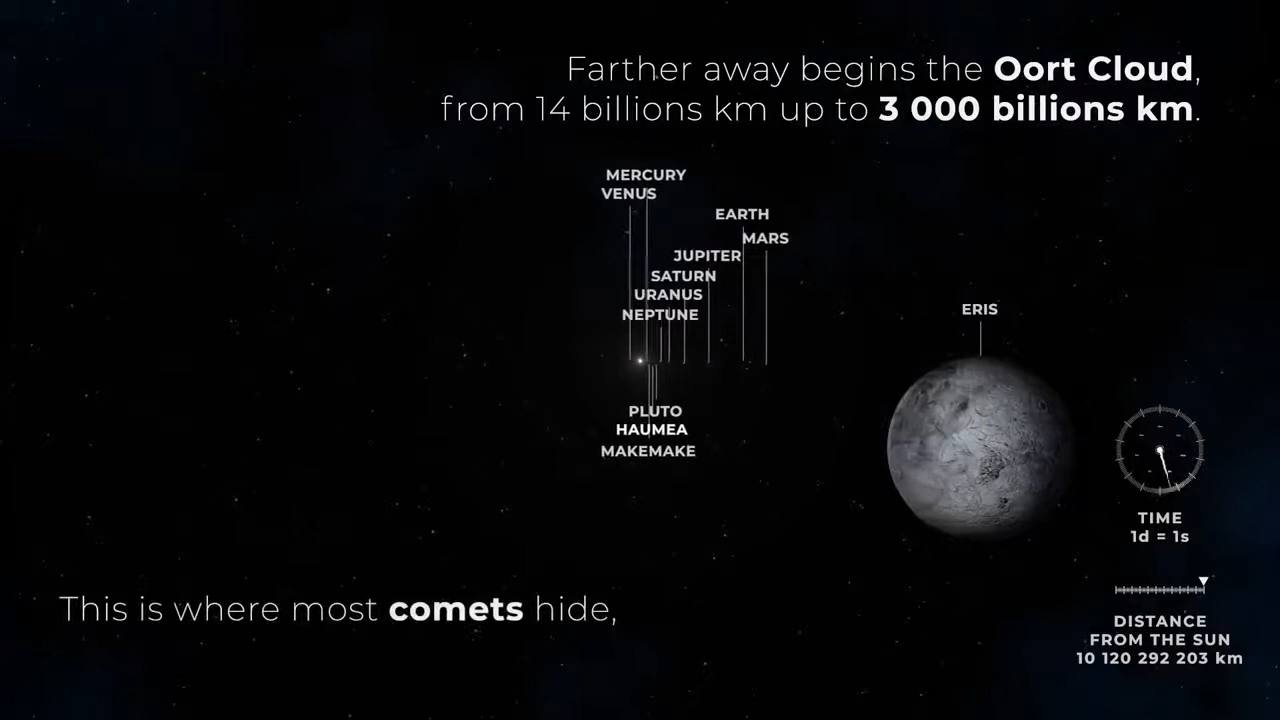 Farther away begins the Oort Cloud,
from 14 billions km up to 3 000 billions km.
MERCURY
VENUS
EARTH
MARS
JUPITER
SATURN
URANUS
NEPTUNE
ERIS
PLUTO
HAUMEA
MAKEMAKE
TIME
1d = 1s
This is where most comets hide,
DISTANCE
FROM THE SUN
10 120 292 203 km